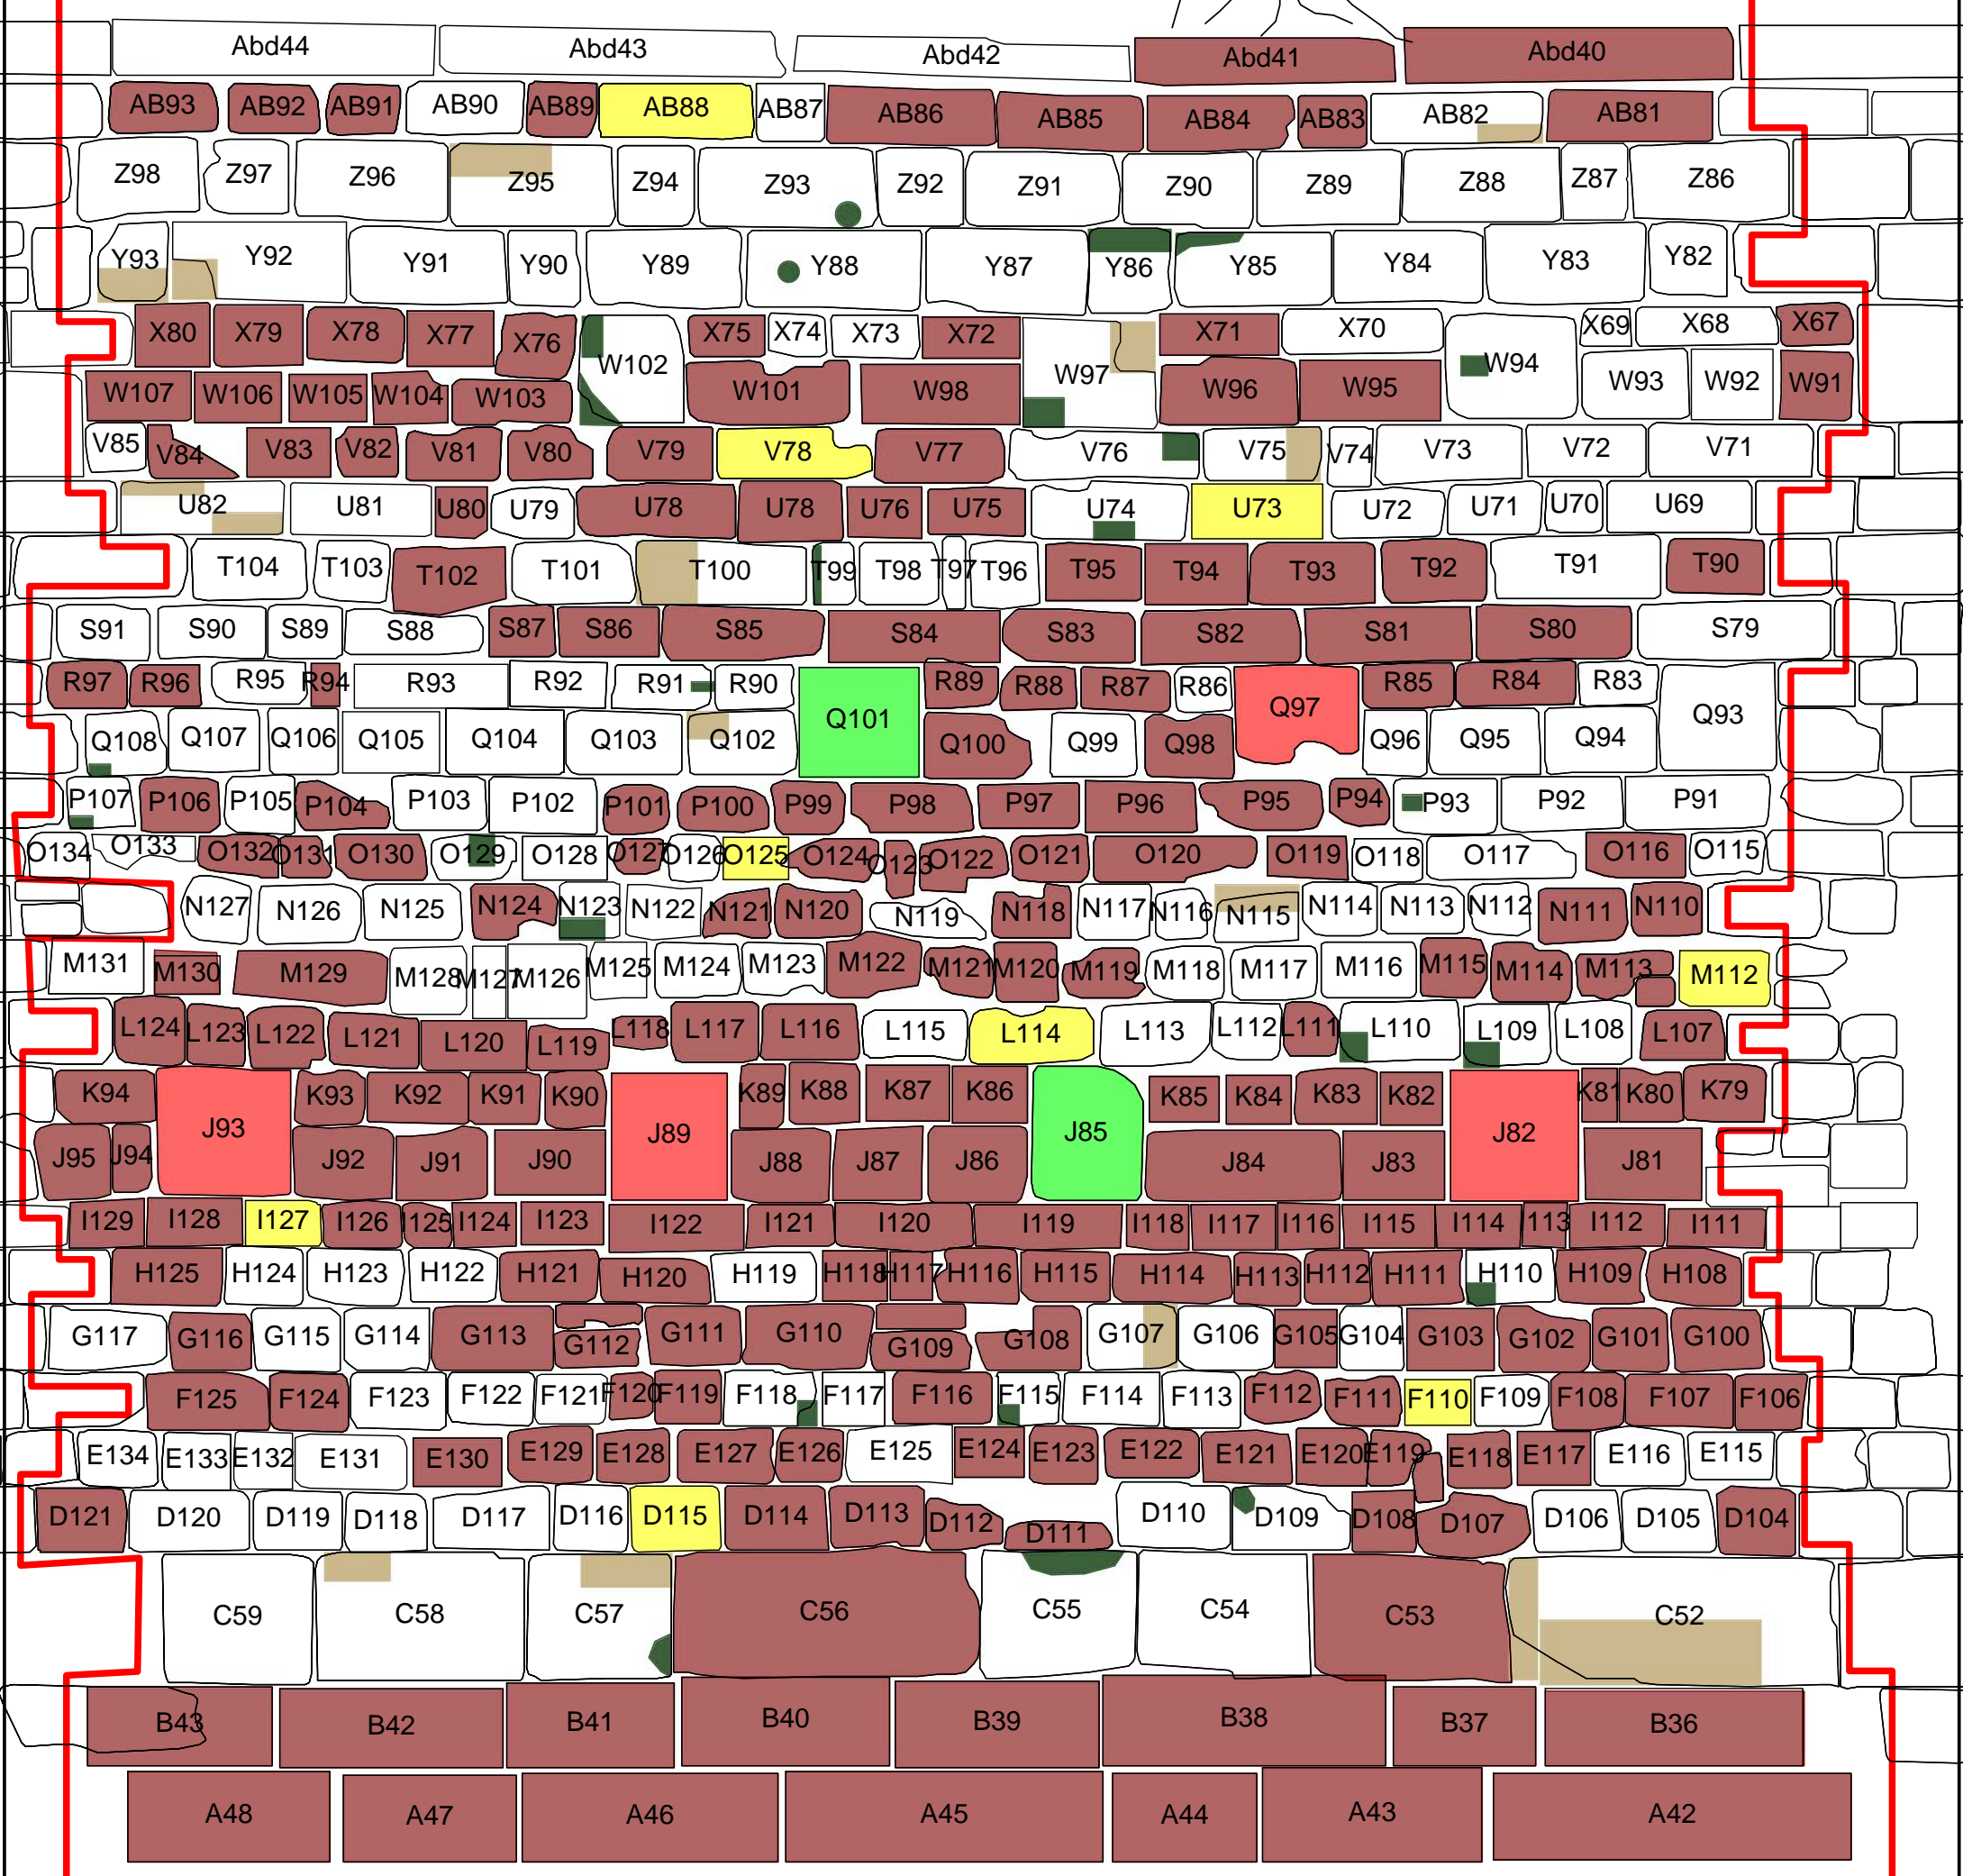 Abd44 Abd43 Abd42 Abd41 Abd40
AB93 AB92 AB91 AB90 AB89 AB88 AB87 AB86 AB85 AB84 AB83 AB82 AB81
Z98 Z97 Z96 Z95 Z94 Z93 Z92 Z91 Z90 Z89 Z88 Z87 Z86
Y93 Y92 Y91 Y90 Y89 Y88 Y87 Y86 Y85 Y84 Y83 Y82
X80 X79 X78 X77 X76 X75 X74 X73 X72 X71 X70 X69 X68 X67
W107 W106 W105 W104 W103 W102 W101 W98 W97 W96 W95 W94 W93 W92 W91
V85 V84 V83 V82 V81 V80 V79 V78 V77 V76 V75 V74 V73 V72 V71
U82 U81 U80 U79 U78 U78 U76 U75 U74 U73 U72 U71 U70 U69
T104 T103 T102 T101 T100 T99 T98 T97 T96 T95 T94 T93 T92 T91 T90
S91 S90 S89 S88 S87 S86 S85 S84 S83 S82 S81 S80 S79
R97 R96 R95 R94 R93 R92 R91 R90 R89 R88 R87 R86 R85 R84 R83
Q108 Q107 Q106 Q105 Q104 Q103 Q102 Q101 Q100 Q99 Q98 Q97 Q96 Q95 Q94 Q93
P107 P106 P105 P104 P103 P102 P101 P100 P99 P98 P97 P96 P95 P94 P93 P92 P91
O134 O133 O132 O131 O130 O129 O128 O127 O126 O125 O124 O123 O122 O121 O120 O119 O118 O117 O116 O115
N127 N126 N125 N124 N123 N122 N121 N120 N119 N118 N117 N116 N115 N114 N113 N112 N111 N110
M131 M130 M129 M128 M127 M126 M125 M124 M123 M122 M121 M120 M119 M118 M117 M116 M115 M114 M113 M112
L124 L123 L122 L121 L120 L119 L118 L117 L116 L115 L114 L113 L112 L111 L110 L109 L108 L107
K94 K93 K92 K91 K90 K89 K88 K87 K86 K85 K84 K83 K82 K81 K80 K79
J95 J94 J93 J92 J91 J90 J89 J88 J87 J86 J85 J84 J83 J82 J81
I129 I128 I127 I126 I125 I124 I123 I122 I121 I120 I119 I118 I117 I116 I115 I114 I113 I112 I111
H125 H124 H123 H122 H121 H120 H119 H118 H117 H116 H115 H114 H113 H112 H111 H110 H109 H108
G117 G116 G115 G114 G113 G112 G111 G110 G109 G108 G107 G106 G105 G104 G103 G102 G101 G100
F125 F124 F123 F122 F121 F120 F119 F118 F117 F116 F115 F114 F113 F112 F111 F110 F109 F108 F107 F106
E134 E133 E132 E131 E130 E129 E128 E127 E126 E125 E124 E123 E122 E121 E120 E119 E118 E117 E116 E115
D121 D120 D119 D118 D117 D116 D115 D114 D113 D112 D111 D110 D109 D108 D107 D106 D105 D104
C59 C58 C57 C56 C55 C54 C53 C52
B43 B42 B41 B40 B39 B38 B37 B36
A48 A47 A46 A45 A44 A43 A42